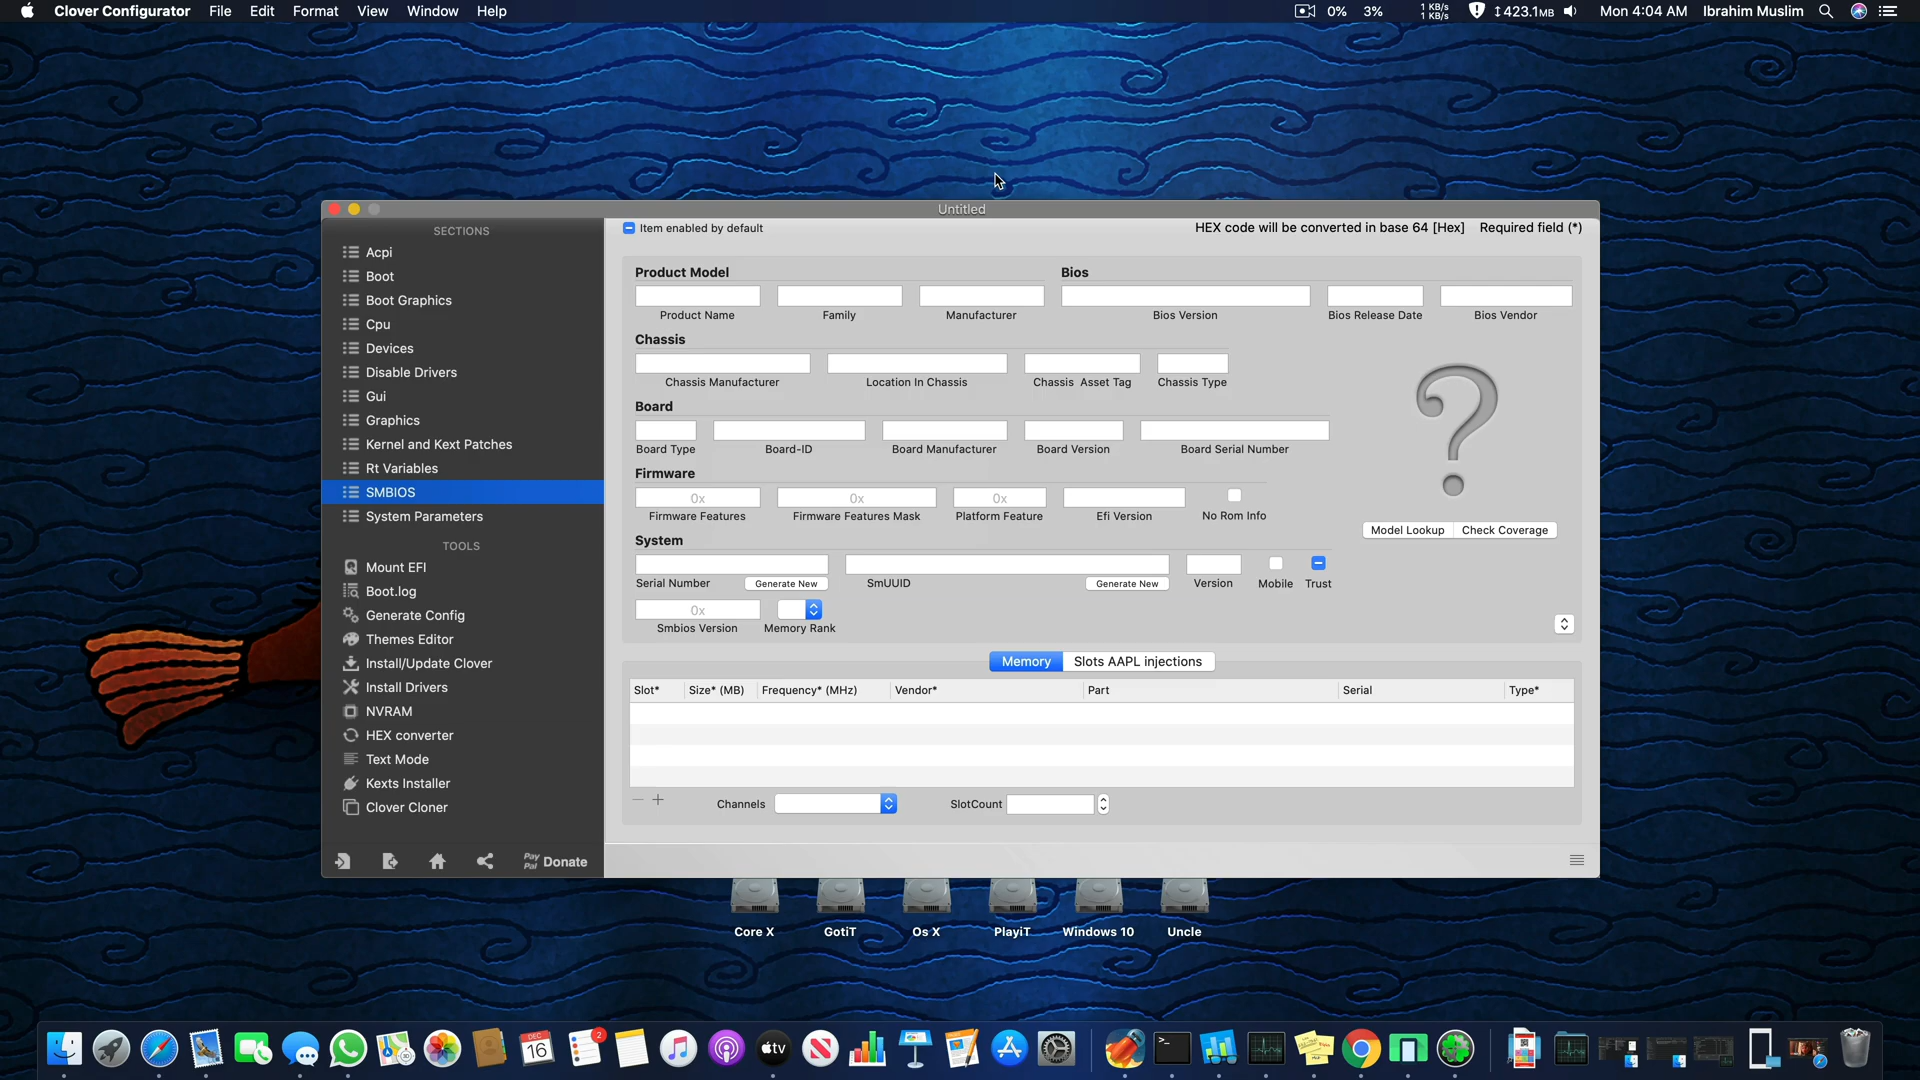 Clover Configurator File Edit Format View Window Help
0% 3% 1 KB/s 1 KB/s 423.1MB Mon 4:04 AM Ibrahim Muslim
Untitled
SECTIONS
Acpi
Boot
Boot Graphics
Cpu
Devices
Disable Drivers
Gui
Graphics
Kernel and Kext Patches
Rt Variables
SMBIOS
System Parameters
TOOLS
Mount EFI
Boot.log
Generate Config
Themes Editor
Install/Update Clover
Install Drivers
NVRAM
HEX converter
Text Mode
Kexts Installer
Clover Cloner
Pay Pal Donate
Item enabled by default
HEX code will be converted in base 64 [Hex] Required field (*)
Product Model
Bios
Product Name Family Manufacturer Bios Version Bios Release Date Bios Vendor
Chassis
Chassis Manufacturer Location In Chassis Chassis Asset Tag Chassis Type
Board
Board Type Board-ID Board Manufacturer Board Version Board Serial Number
Firmware
0x 0x 0x
Firmware Features Firmware Features Mask Platform Feature Efi Version No Rom Info
?
Model Lookup Check Coverage
System
Serial Number Generate New SmUUID Generate New Version Mobile Trust
0x
Smbios Version Memory Rank
Memory Slots AAPL injections
Slot* Size* (MB) Frequency* (MHz) Vendor* Part Serial Type*
Channels SlotCount
Core X GotiT Os X PlayiT Windows 10 Uncle
3D
DEC
16
2
tv